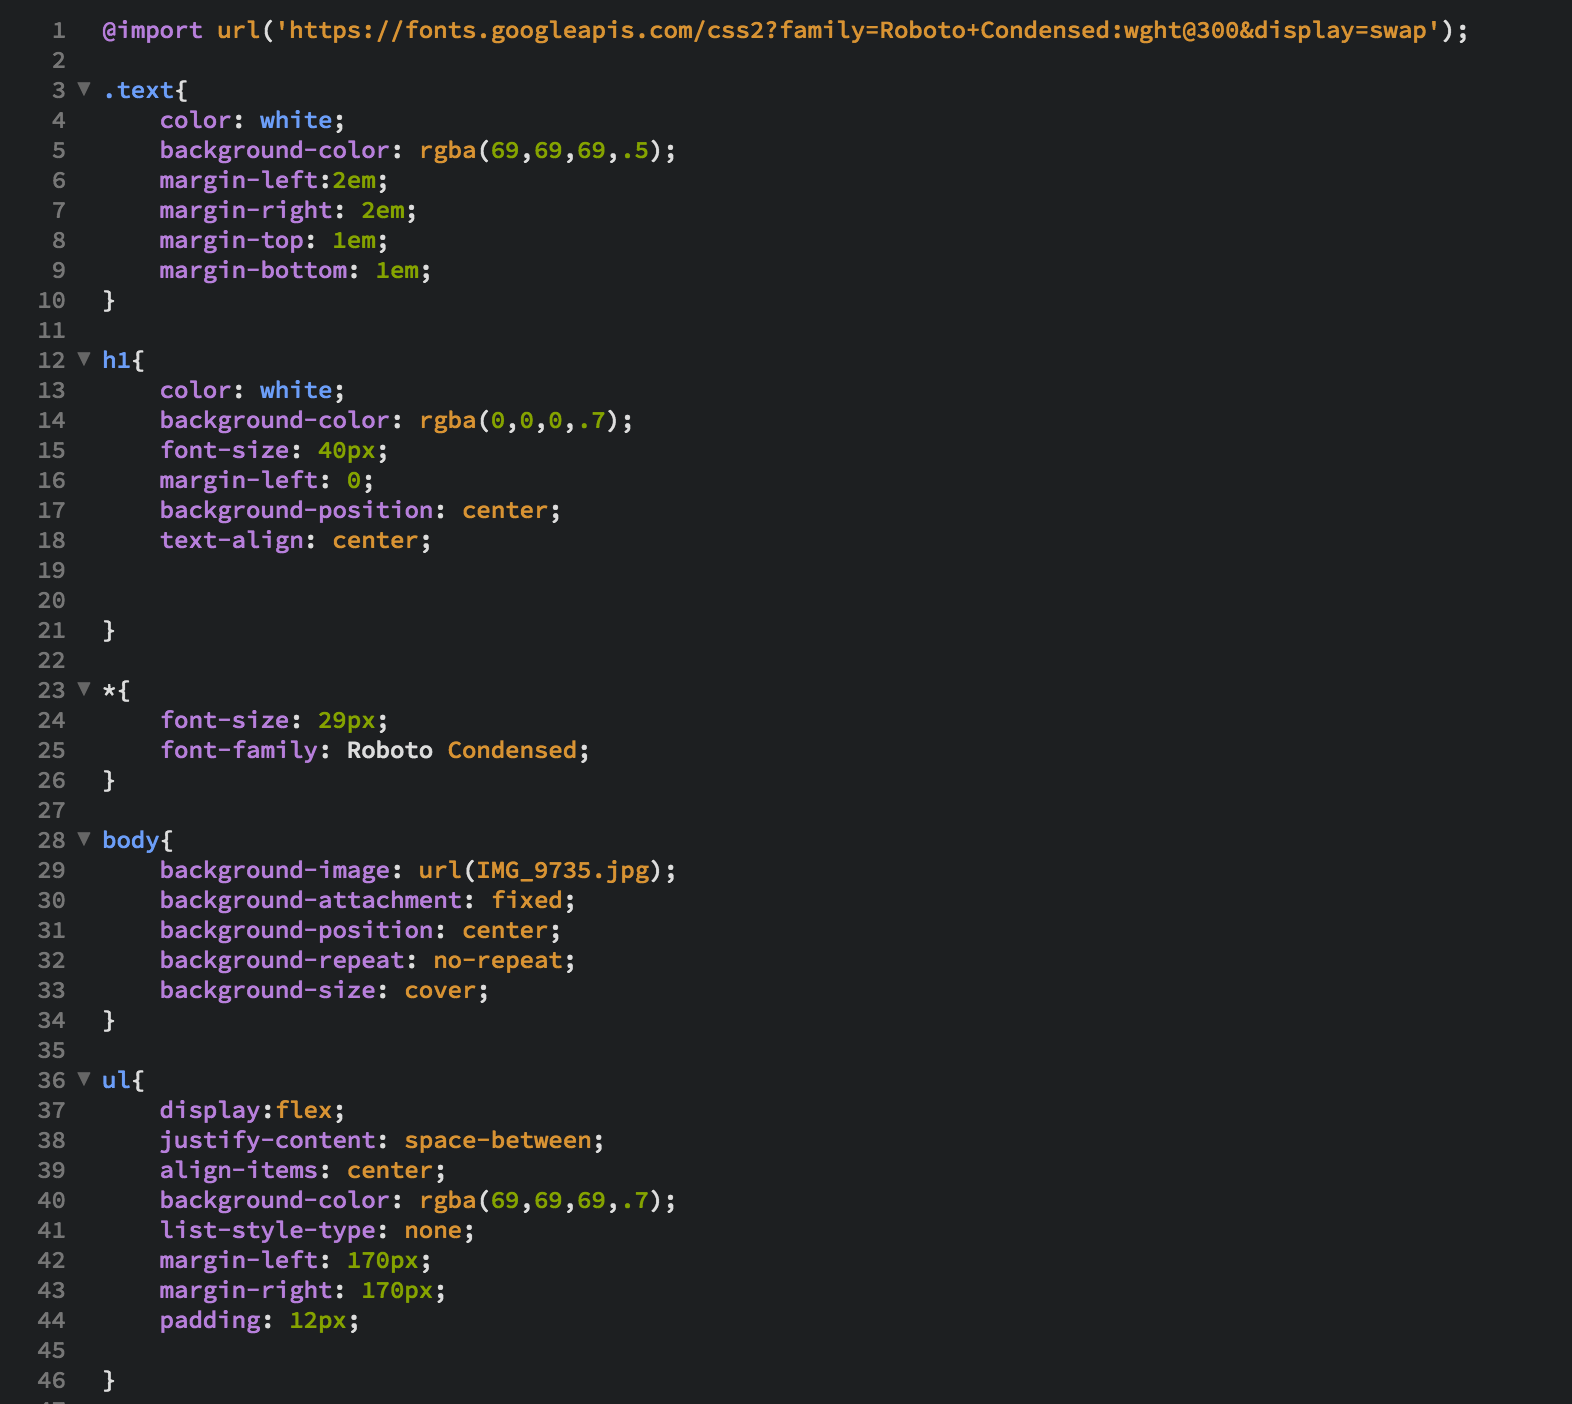 1 @import url('https://fonts.googleapis.com/css2?family=Roboto+Condensed:wght@300&display=swap');
2
3 ▼ .text{
4 color: white;
5 background-color: rgba(69,69,69,.5);
6 margin-left:2em;
7 margin-right: 2em;
8 margin-top: 1em;
9 margin-bottom: 1em;
10 }
11
12 ▼ h1{
13 color: white;
14 background-color: rgba(0,0,0,.7);
15 font-size: 40px;
16 margin-left: 0;
17 background-position: center;
18 text-align: center;
19
20
21 }
22
23 ▼ *{
24 font-size: 29px;
25 font-family: Roboto Condensed;
26 }
27
28 ▼ body{
29 background-image: url(IMG_9735.jpg);
30 background-attachment: fixed;
31 background-position: center;
32 background-repeat: no-repeat;
33 background-size: cover;
34 }
35
36 ▼ ul{
37 display:flex;
38 justify-content: space-between;
39 align-items: center;
40 background-color: rgba(69,69,69,.7);
41 list-style-type: none;
42 margin-left: 170px;
43 margin-right: 170px;
44 padding: 12px;
45
46 }